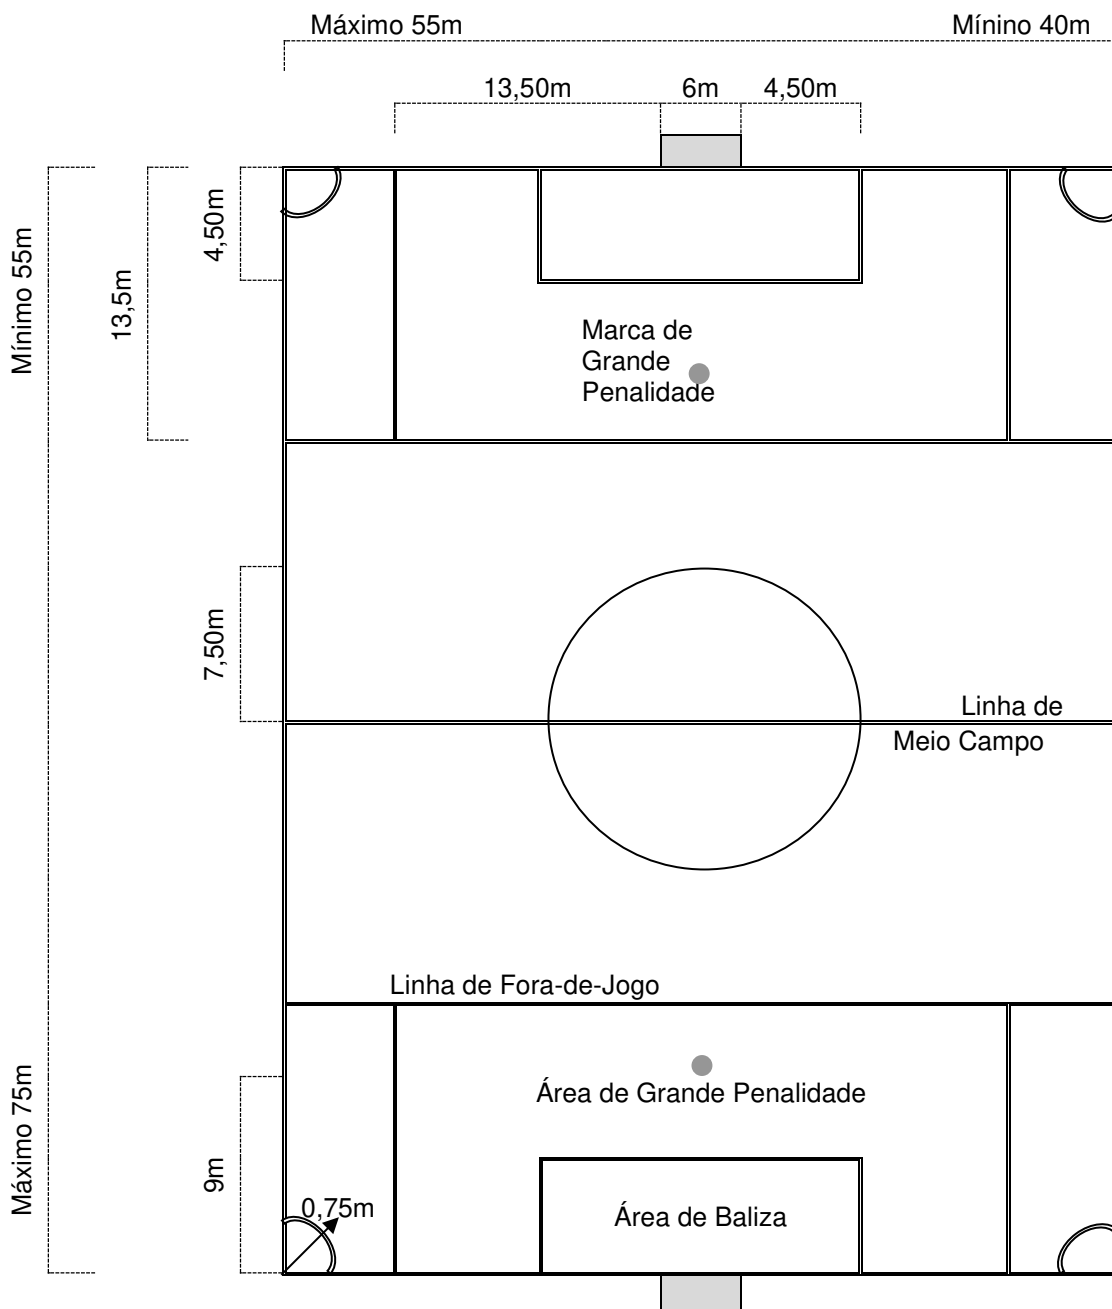 Máximo 55m
Mínino 40m
13,50m
6m
4,50m
Mínimo 55m
13,5m
4,50m
Marca de
Grande
Penalidade
7,50m
Linha de
Meio Campo
Linha de Fora-de-Jogo
Máximo 75m
9m
Área de Grande Penalidade
0,75m
Área de Baliza